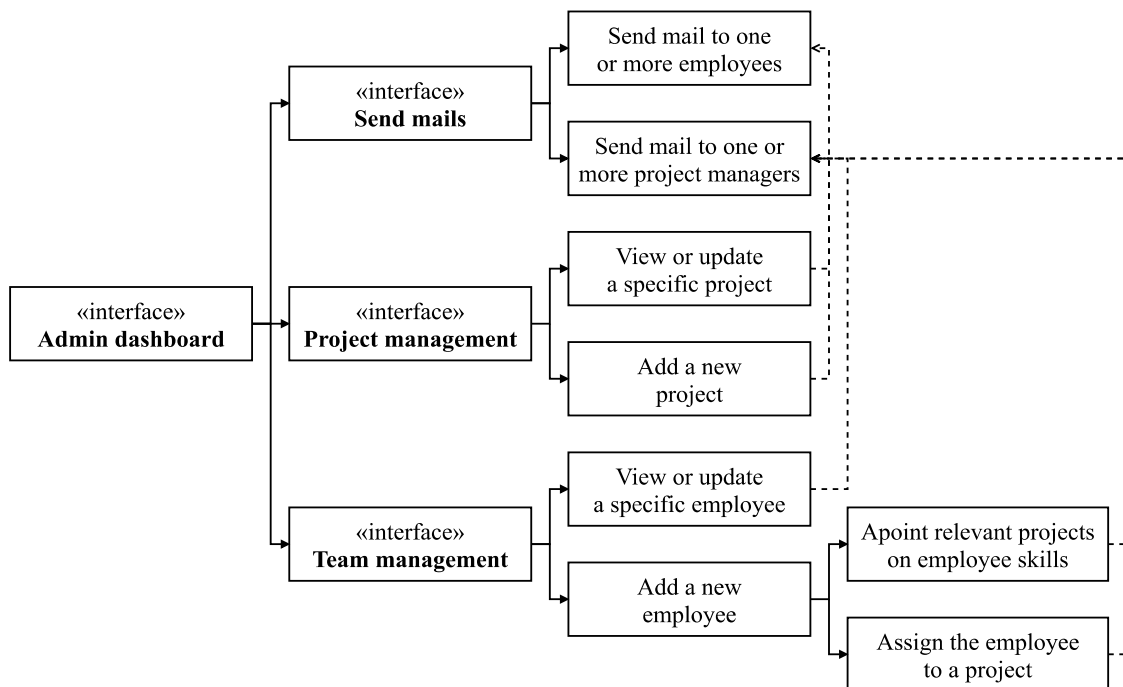 «interface»
Send mails
Send mail to one
or more employees
Send mail to one or
more project managers
«interface»
Admin dashboard
«interface»
Project management
View or update
a specific project
Add a new
project
«interface»
Team management
View or update
a specific employee
Add a new
employee
Apoint relevant projects
on employee skills
Assign the employee
to a project